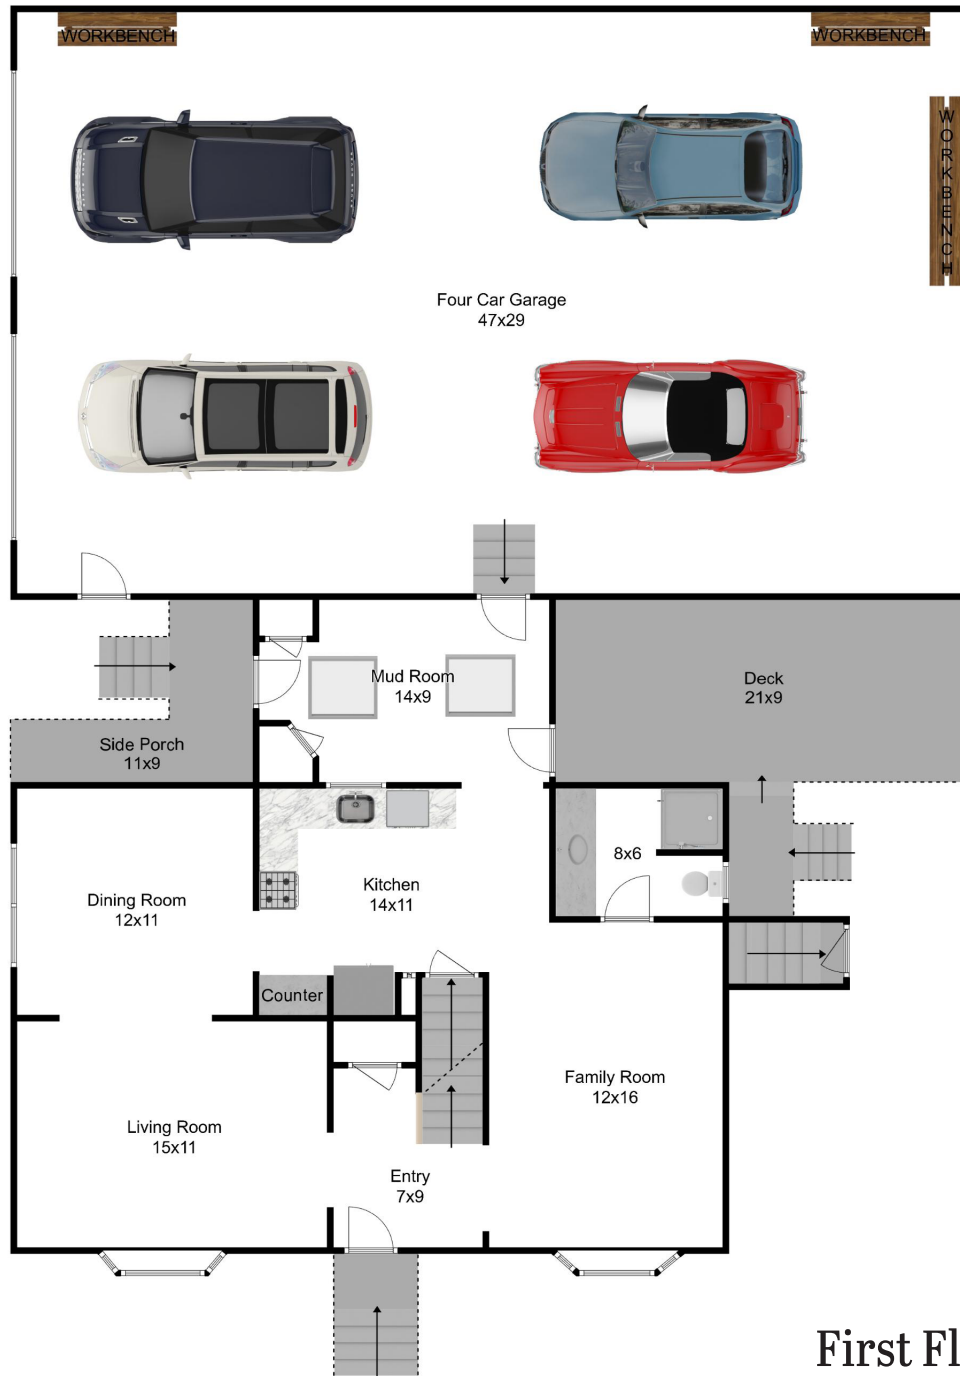 WORKBENCH
WORKBENCH
WORKBENCH
Four Car Garage
47x29
Mud Room
14x9
Deck
21x9
Side Porch
11x9
8x6
Kitchen
14x11
Dining Room
12x11
Counter
Family Room
12x16
Living Room
15x11
Entry
7x9
First Fl